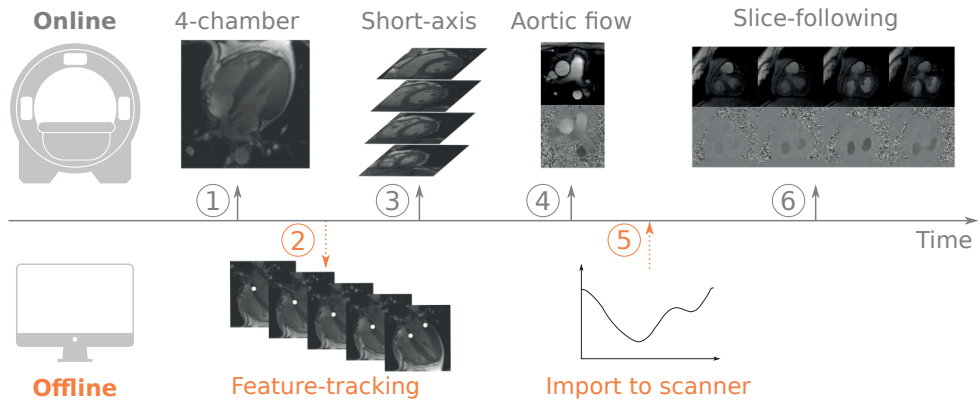 Online
4-chamber
Short-axis
Aortic flow
Slice-following
1
3
4
6
2
5
Time
Offline
Feature-tracking
Import to scanner